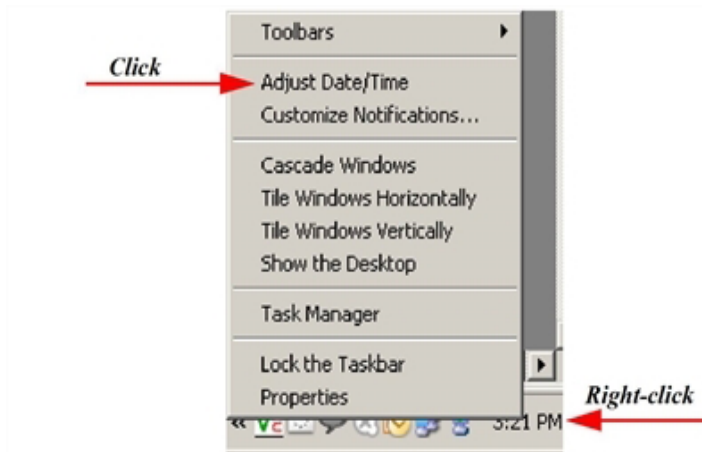 Toolbars
Click
Adjust Date/Time
Customize Notifications...
Cascade Windows
Tile Windows Horizontally
Tile Windows Vertically
Show the Desktop
Task Manager
Lock the Taskbar
Properties
Right-click
« 3:21 PM